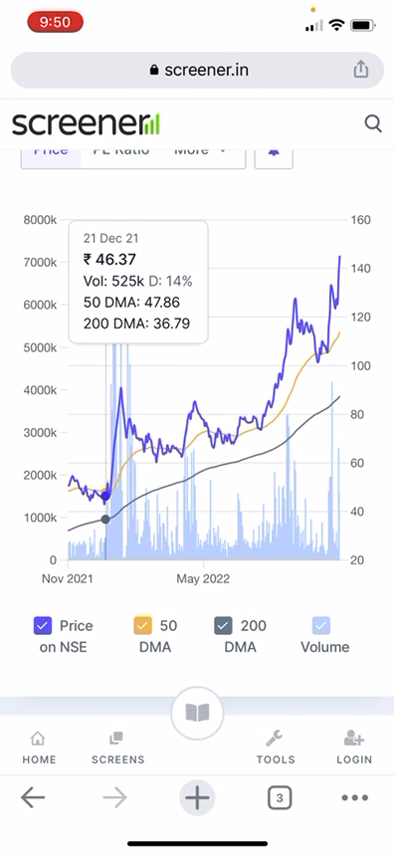 9:50
screener.in
screener
Price PE Ratio More
8000k 160
21 Dec 21
₹ 46.37
Vol: 525k D: 14%
50 DMA: 47.86
200 DMA: 36.79
7000k 140
6000k 120
5000k 100
4000k 80
3000k 60
2000k 40
1000k 20
0
Nov 2021 May 2022
Price on NSE
50 DMA
200 DMA
Volume
HOME SCREENS TOOLS LOGIN
3